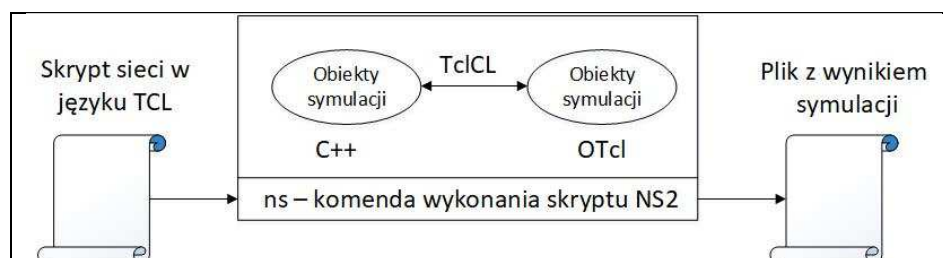 Skrypt sieci w
języku TCL
Obiekty
symulacji
TclCL
Obiekty
symulacji
C++
OTcl
ns – komenda wykonania skryptu NS2
Plik z wynikiem
symulacji